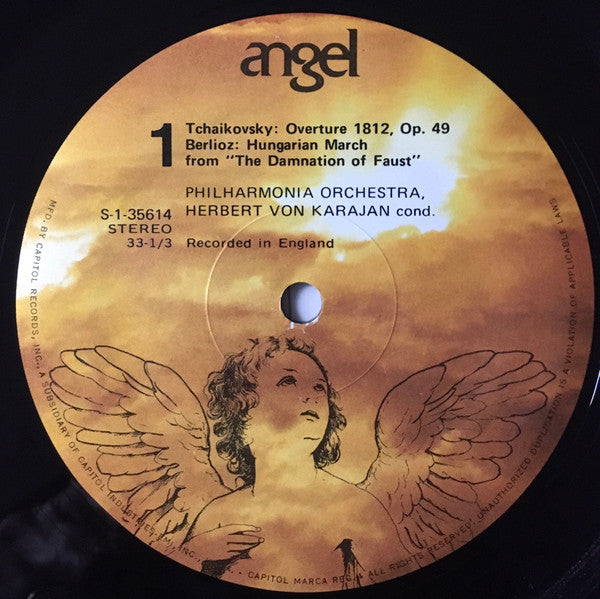 angel
1
Tchaikovsky: Overture 1812, Op. 49
Berlioz: Hungarian March
from "The Damnation of Faust"
PHILHARMONIA ORCHESTRA,
HERBERT VON KARAJAN cond.
S-1-35614
STEREO
33-1/3
Recorded in England
MFD. BY CAPITOL RECORDS, INC., A SUBSIDIARY OF CAPITOL INDUSTRIES-EMI, INC., CAPITOL MARCA REG. • ALL RIGHTS RESERVED. UNAUTHORIZED DUPLICATION IS A VIOLATION OF APPLICABLE LAWS